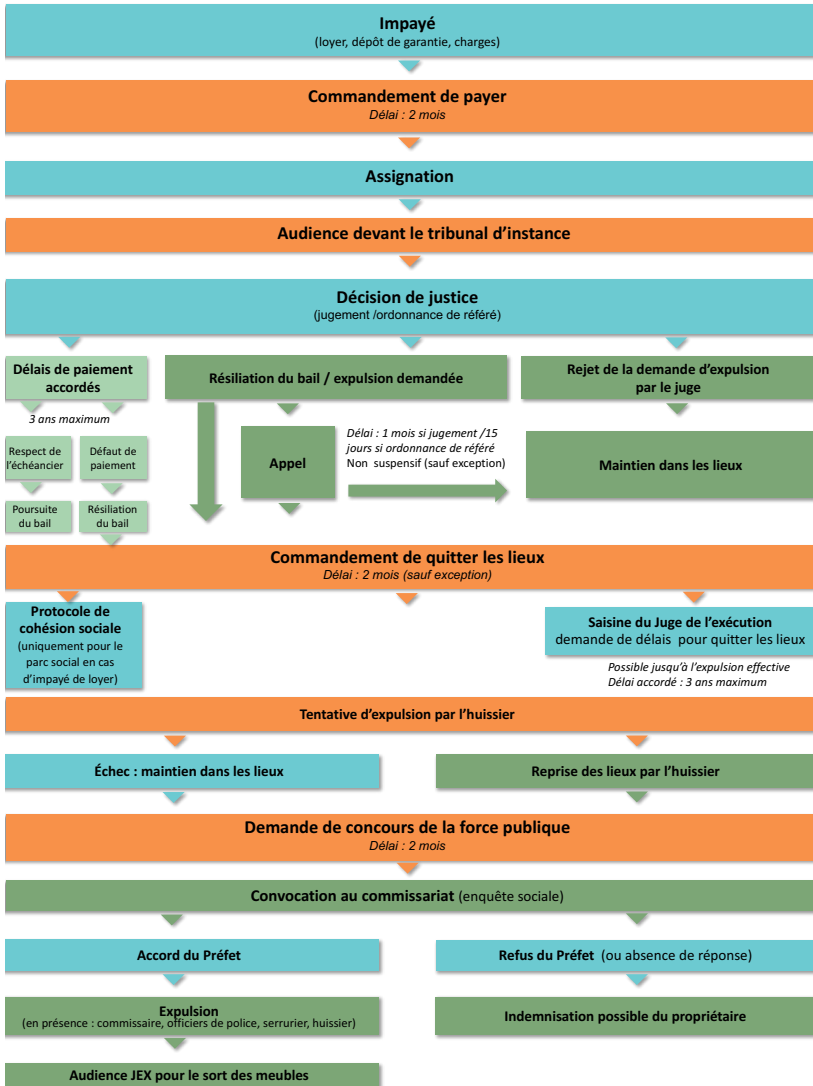 Impayé
(loyer, dépôt de garantie, charges)
Commandement de payer
Délai : 2 mois
Assignation
Audience devant le tribunal d’instance
Décision de justice
(jugement /ordonnance de référé)
Délais de paiement
accordés
3 ans maximum
Respect de
l’échéancier
Défaut de
paiement
Poursuite
du bail
Résiliation
du bail
Résiliation du bail / expulsion demandée
Appel
Délai : 1 mois si jugement /15
jours si ordonnance de référé
Non suspensif (sauf exception)
Rejet de la demande d’expulsion
par le juge
Maintien dans les lieux
Commandement de quitter les lieux
Délai : 2 mois (sauf exception)
Protocole de
cohésion sociale
(uniquement pour le
parc social en cas
d’impayé de loyer)
Saisine du Juge de l’exécution
demande de délais pour quitter les lieux
Possible jusqu’à l’expulsion effective
Délai accordé : 3 ans maximum
Tentative d’expulsion par l’huissier
Échec : maintien dans les lieux
Reprise des lieux par l’huissier
Demande de concours de la force publique
Délai : 2 mois
Convocation au commissariat (enquête sociale)
Accord du Préfet
Refus du Préfet (ou absence de réponse)
Expulsion
(en présence : commissaire, officiers de police, serrurier, huissier)
Indemnisation possible du propriétaire
Audience JEX pour le sort des meubles